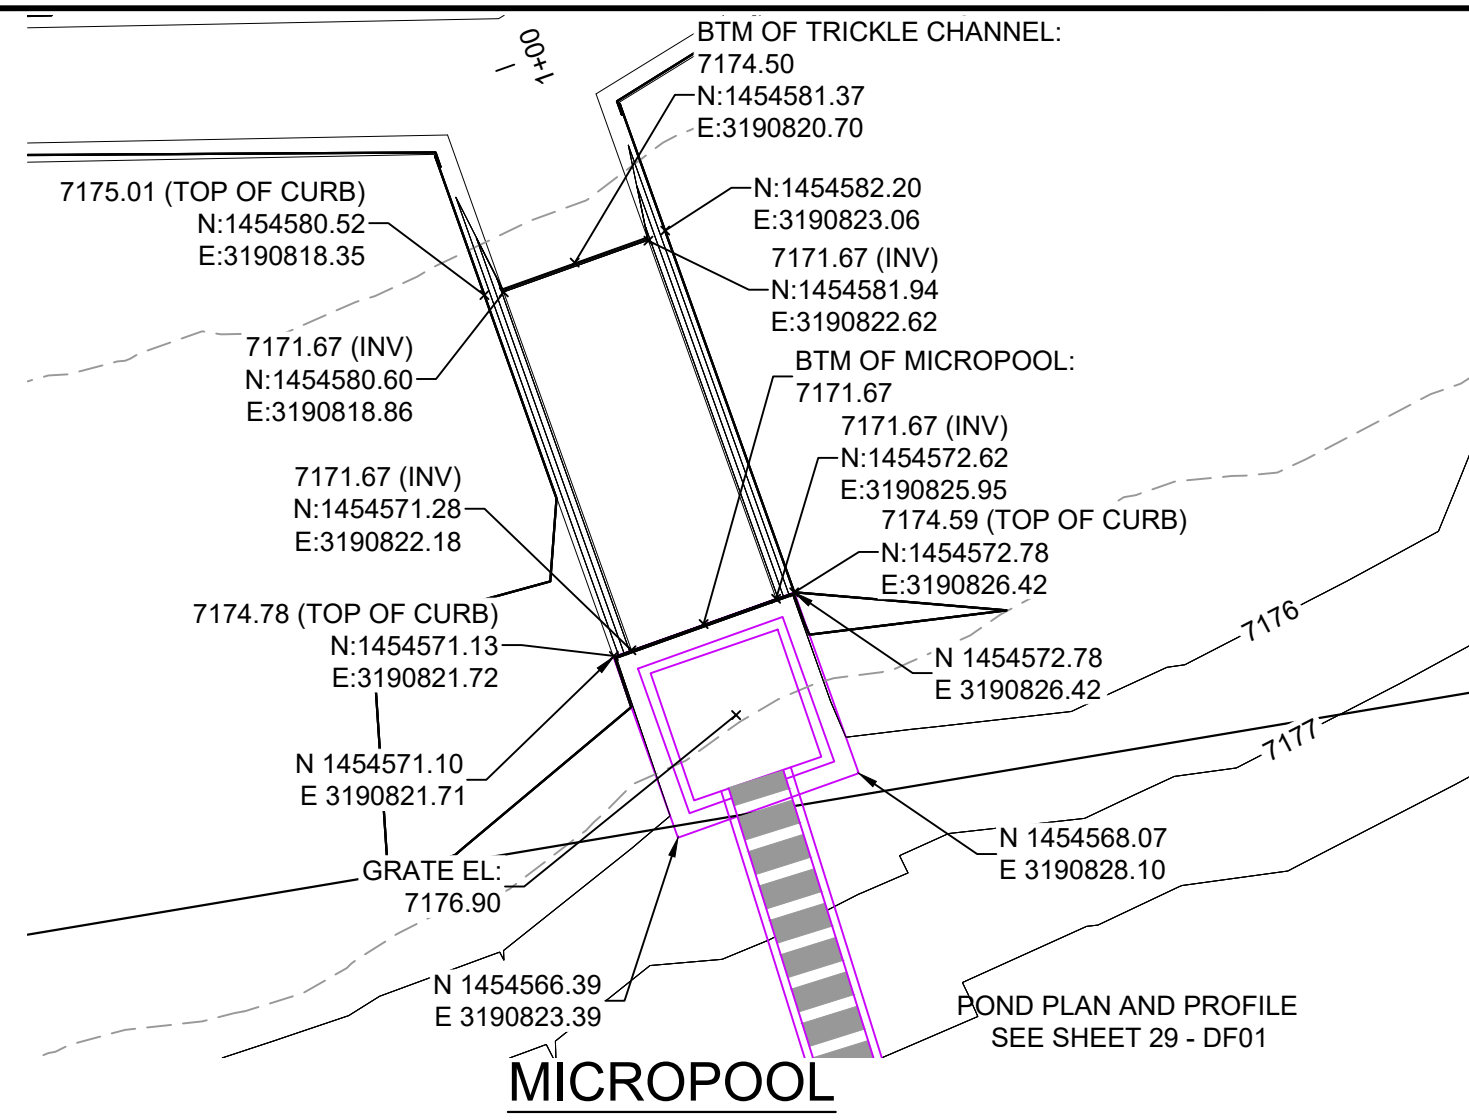 1+00
BTM OF TRICKLE CHANNEL:
7174.50
N:1454581.37
E:3190820.70
7175.01 (TOP OF CURB)
N:1454580.52
E:3190818.35
N:1454582.20
E:3190823.06
7171.67 (INV)
N:1454581.94
E:3190822.62
7171.67 (INV)
N:1454580.60
E:3190818.86
BTM OF MICROPOOL:
7171.67
7171.67 (INV)
N:1454572.62
E:3190825.95
7171.67 (INV)
N:1454571.28
E:3190822.18
7174.59 (TOP OF CURB)
N:1454572.78
E:3190826.42
7174.78 (TOP OF CURB)
N:1454571.13
E:3190821.72
7176
N 1454572.78
E 3190826.42
7177
N 1454571.10
E 3190821.71
N 1454568.07
E 3190828.10
GRATE EL:
7176.90
N 1454566.39
E 3190823.39
POND PLAN AND PROFILE
SEE SHEET 29 - DF01
MICROPOOL